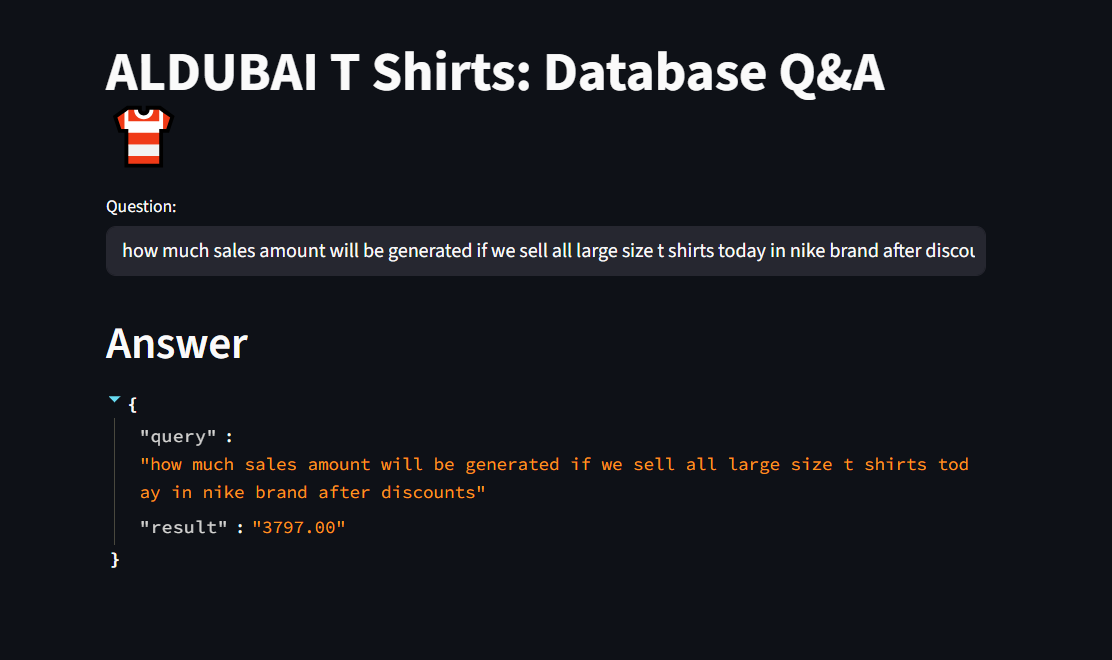 ALDUBAI T Shirts: Database Q&A
Question:
how much sales amount will be generated if we sell all large size t shirts today in nike brand after discou
Answer
{
"query" :
"how much sales amount will be generated if we sell all large size t shirts tod
ay in nike brand after discounts"
"result" : "3797.00"
}